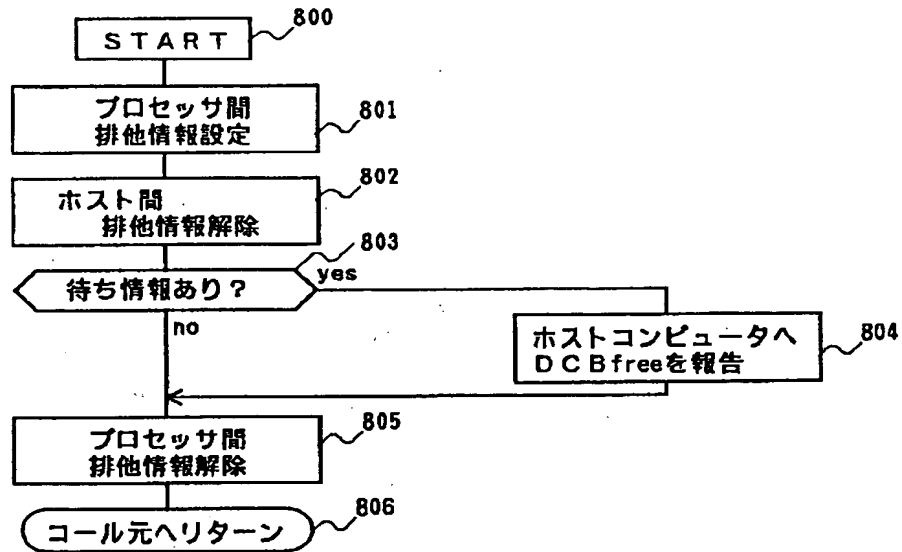 START
800
プロセッサ間
排他情報設定
801
ホスト間
排他情報解除
802
待ち情報あり?
803
yes
no
ホストコンピュータへ
DCBfreeを報告
804
プロセッサ間
排他情報解除
805
コール元へリターン
806